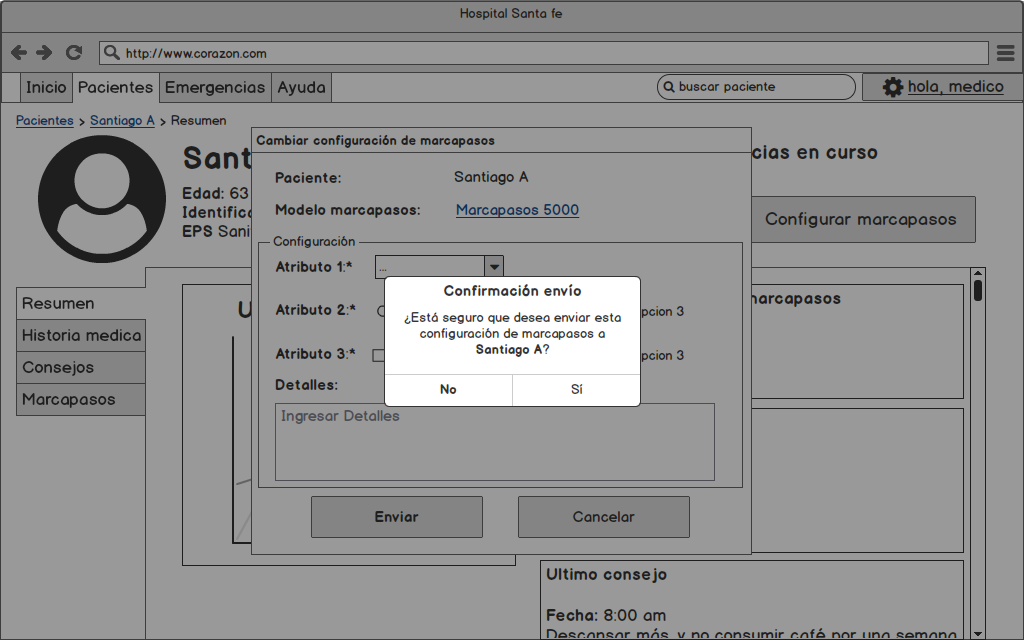 Hospital Santa fe
http://www.corazon.com
Inicio Pacientes Emergencias Ayuda
buscar paciente
hola, medico
Pacientes > Santiago A > Resumen
Edad: 63
EPS
Resumen
Historia medica
Consejos
Marcapasos
Cambiar configuración de marcapasos
Paciente: Santiago A
Modelo marcapasos: Marcapasos 5000
Configuración
Atributo 1:* ...
Atributo 2:* pcion 3
Atributo 3:* pcion 3
Detalles:
Ingresar Detalles
Enviar Cancelar
Confirmación envío
¿Está seguro que desea enviar esta
configuración de marcapasos a
Santiago A?
No Sí
cias en curso
Configurar marcapasos
narcapasos
Ultimo consejo
Fecha: 8:00 am
Descansar más, y no consumir café por una semana